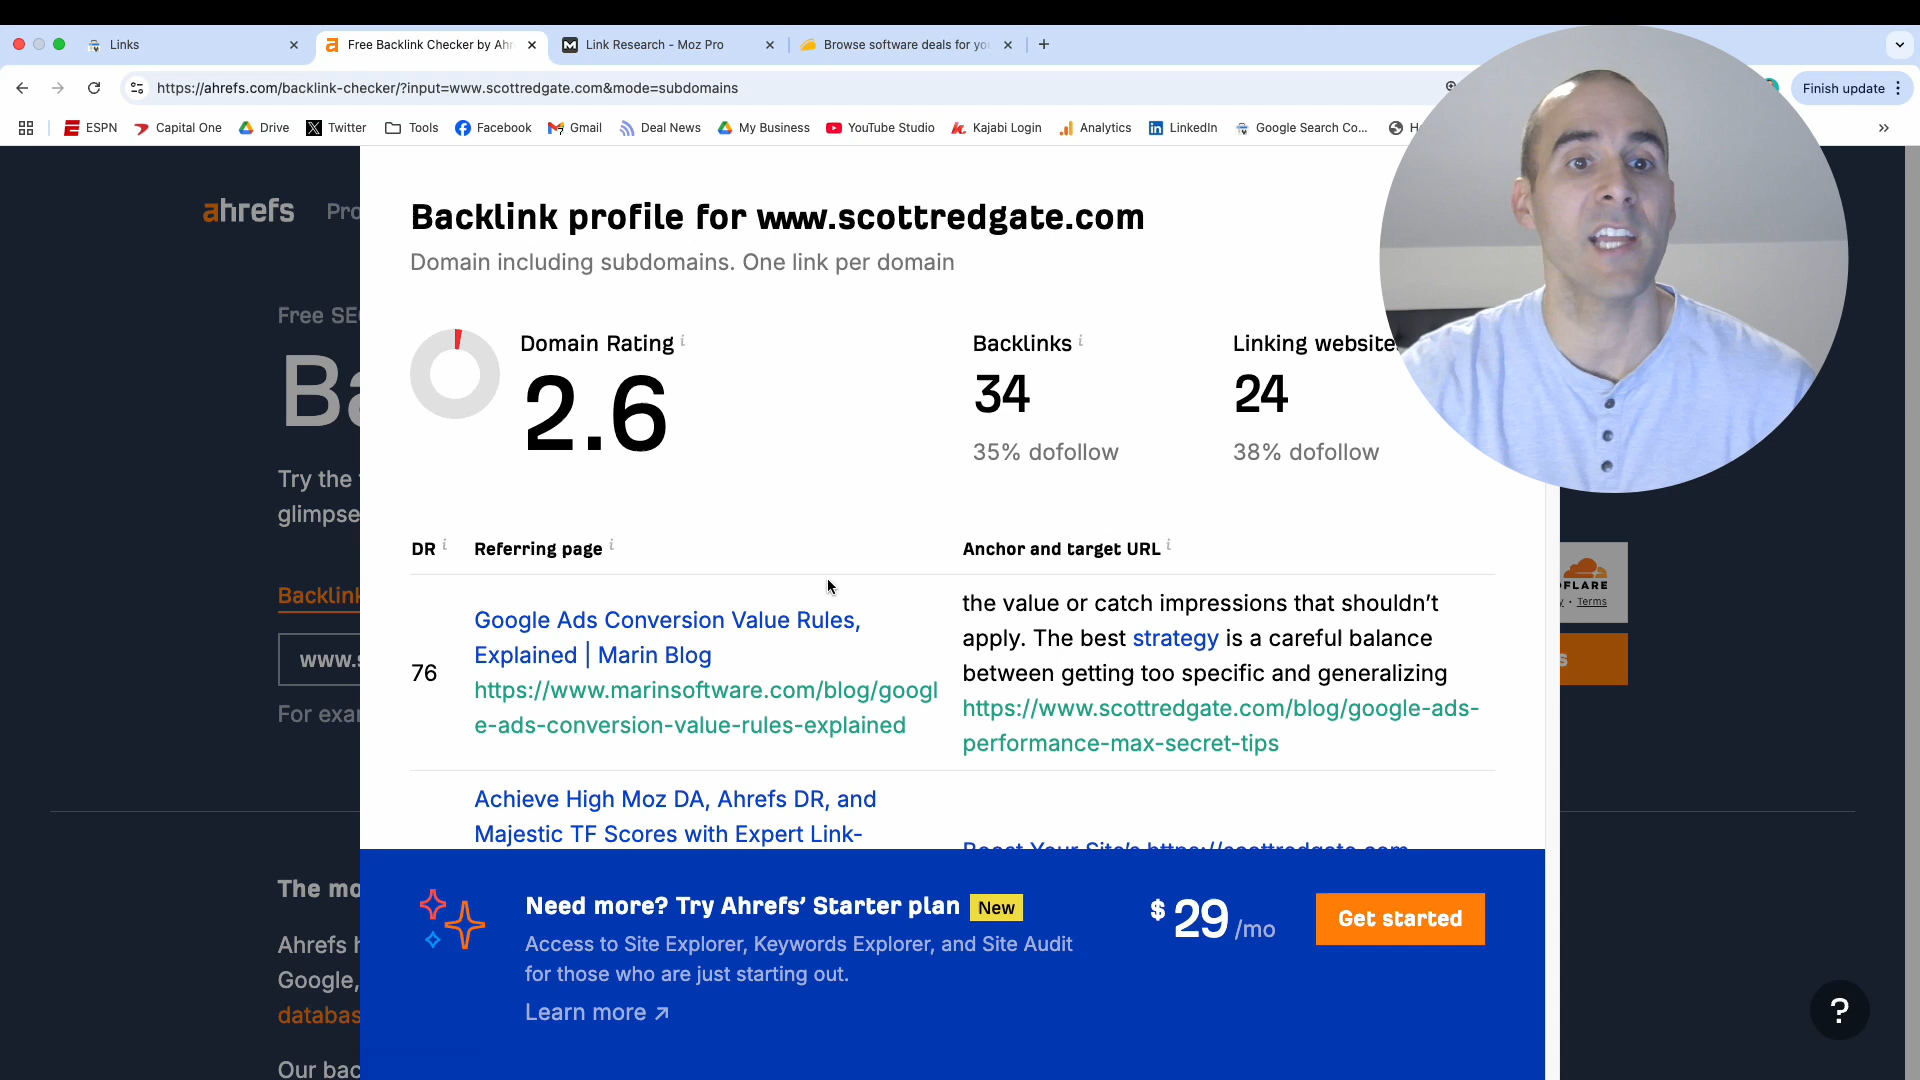 Links
Free Backlink Checker by Ahr
Link Research - Moz Pro
Browse software deals for yo
https://ahrefs.com/backlink-checker/?input=www.scottredgate.com&mode=subdomains
Finish update
ESPN
Capital One
Drive
Twitter
Tools
Facebook
Gmail
Deal News
My Business
YouTube Studio
Kajabi Login
Analytics
LinkedIn
Google Search Co...
ahrefs
Pro
Free SE
Ba
Try the
glimpse
Backlink
www.s
For exa
Backlink profile for www.scottredgate.com
Domain including subdomains. One link per domain
Domain Rating
2.6
Backlinks
34
35% dofollow
Linking website
24
38% dofollow
DR
Referring page
Anchor and target URL
76
Google Ads Conversion Value Rules,
Explained | Marin Blog
https://www.marinsoftware.com/blog/googl
e-ads-conversion-value-rules-explained
the value or catch impressions that shouldn't
apply. The best strategy is a careful balance
between getting too specific and generalizing
https://www.scottredgate.com/blog/google-ads-
performance-max-secret-tips
Achieve High Moz DA, Ahrefs DR, and
Majestic TF Scores with Expert Link-
Boost Your Site's https://scottredgate.com
FLARE
Terms
s
Need more? Try Ahrefs' Starter plan New
Access to Site Explorer, Keywords Explorer, and Site Audit
for those who are just starting out.
Learn more ↗
$ 29 /mo
Get started
The mo
Ahrefs h
Google,
databas
Our bac
?